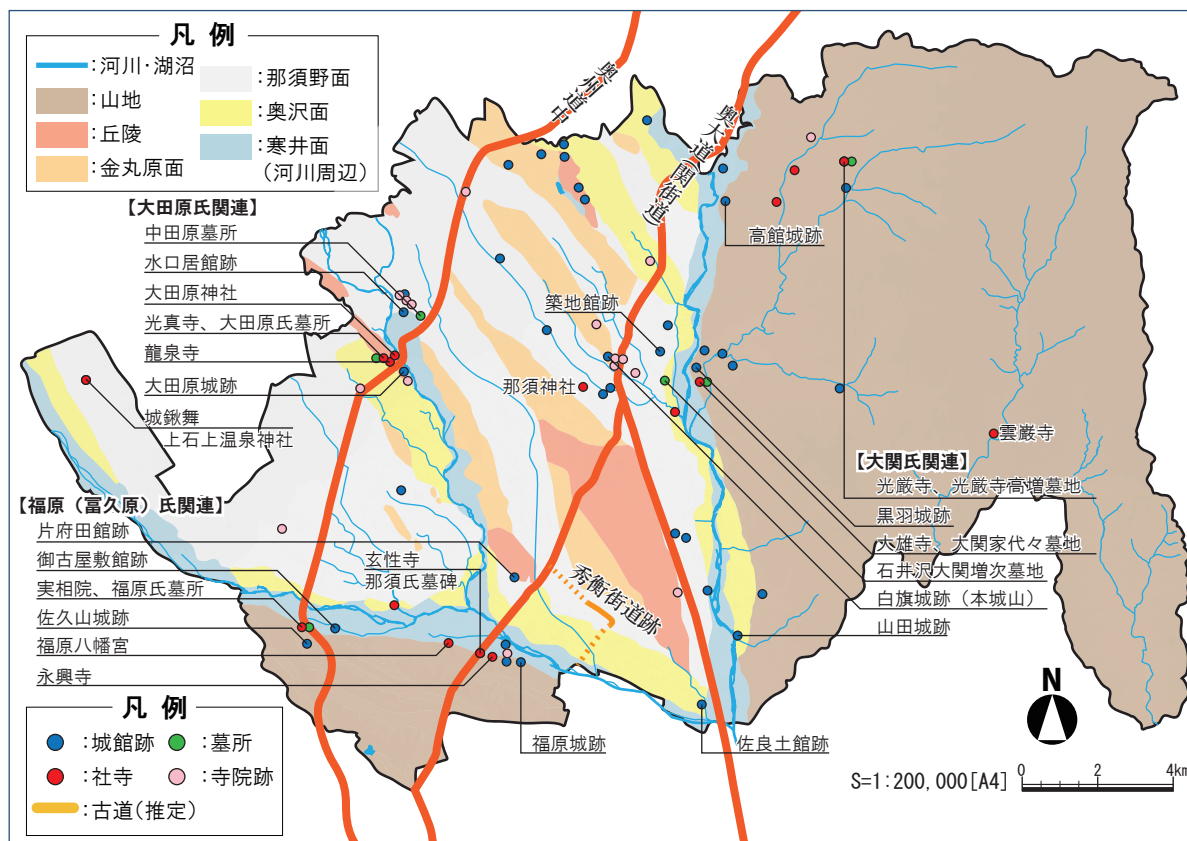 凡 例
:河川・湖沼
:山地
:丘陵
:金丸原面
:那須野面
:奥沢面
:寒井面
(河川周辺)
奥州道中
奥大道(関街道)
【大田原氏関連】
中田原墓所
水口居館跡
大田原神社
光真寺、大田原氏墓所
龍泉寺
大田原城跡
城鍬舞
上石上温泉神社
高館城跡
築地館跡
那須神社
雲巌寺
【大関氏関連】
光厳寺、光厳寺高増墓地
黒羽城跡
大雄寺、大関家代々墓地
石井沢大関増次墓地
白旗城跡(本城山)
山田城跡
【福原(冨久原)氏関連】
片府田館跡
御古屋敷館跡
実相院、福原氏墓所
佐久山城跡
福原八幡宮
永興寺
玄性寺
那須氏墓碑
秀衡街道跡
福原城跡
佐良土館跡
凡 例
:城館跡
:墓所
:社寺
:寺院跡
:古道(推定)
N
S=1:200,000[A4]
0 2 4km